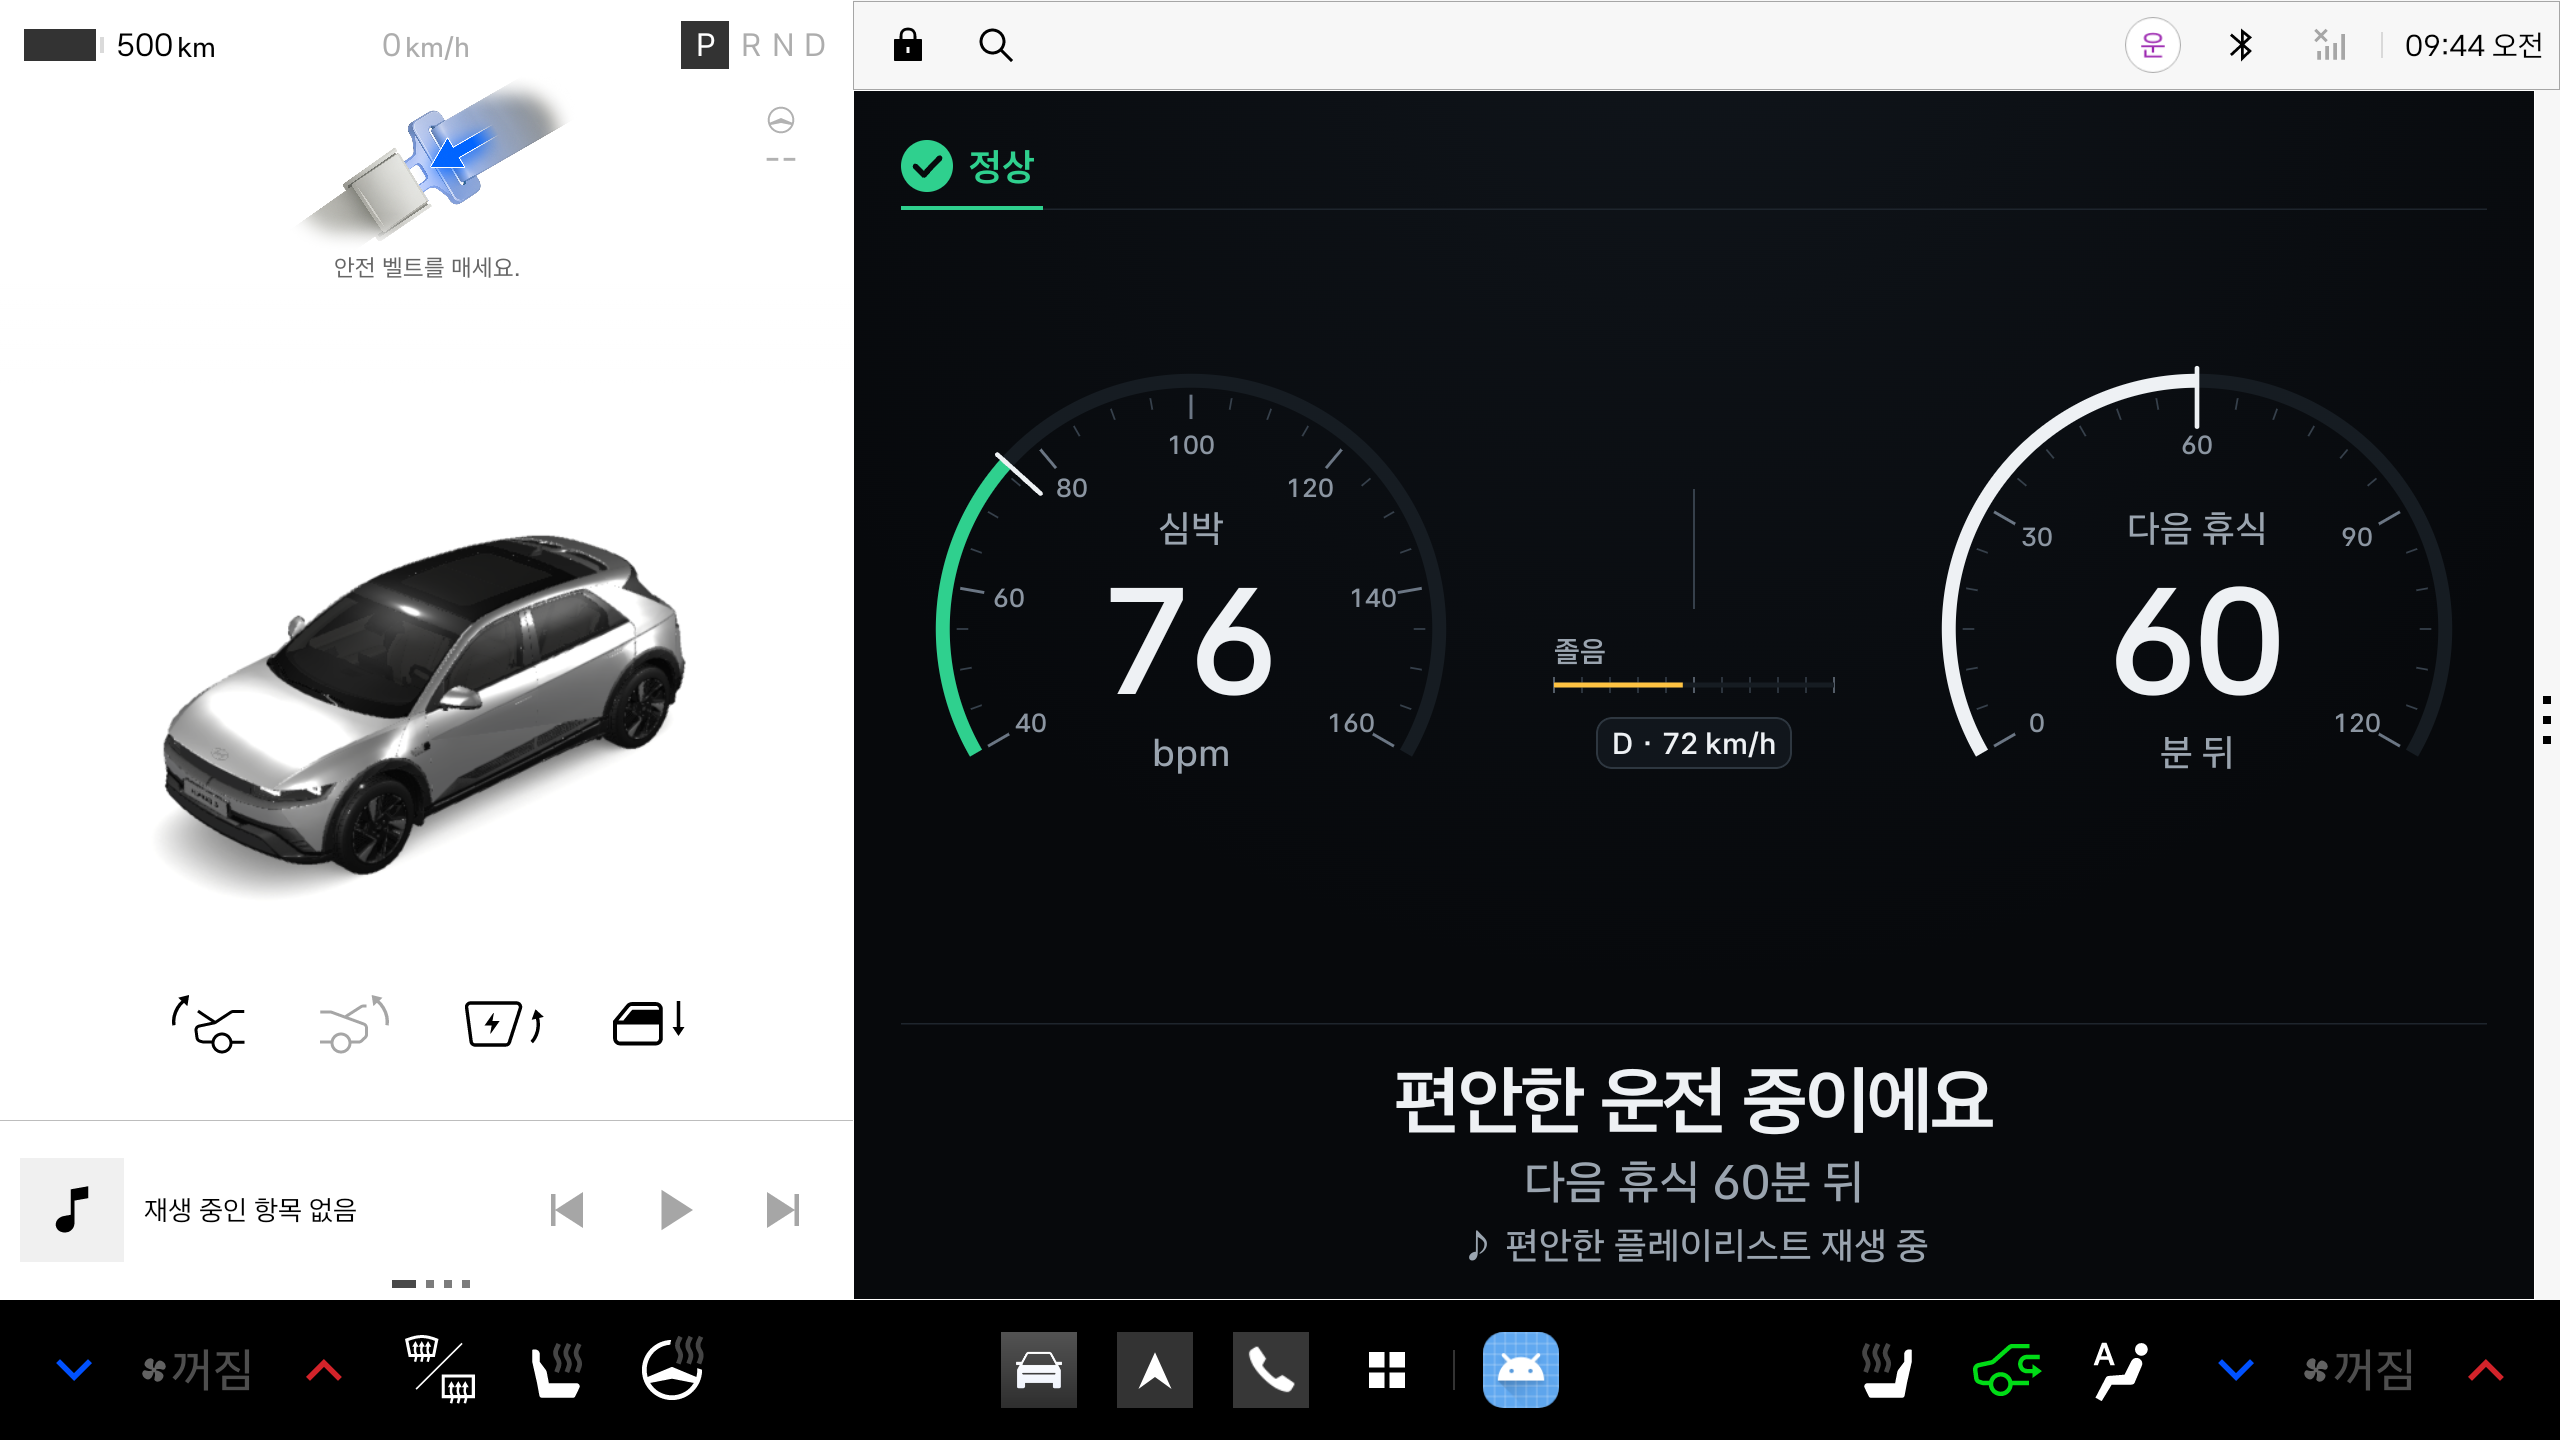 500 km
0 km/h
P R N D
운
09:44 오전
--
안전 벨트를 매세요.
정상
40
60
80
100
120
140
160
심박
76
bpm
졸음
D · 72 km/h
0
30
60
90
120
다음 휴식
60
분 뒤
편안한 운전 중이에요
다음 휴식 60분 뒤
♪ 편안한 플레이리스트 재생 중
재생 중인 항목 없음
꺼짐
A
꺼짐